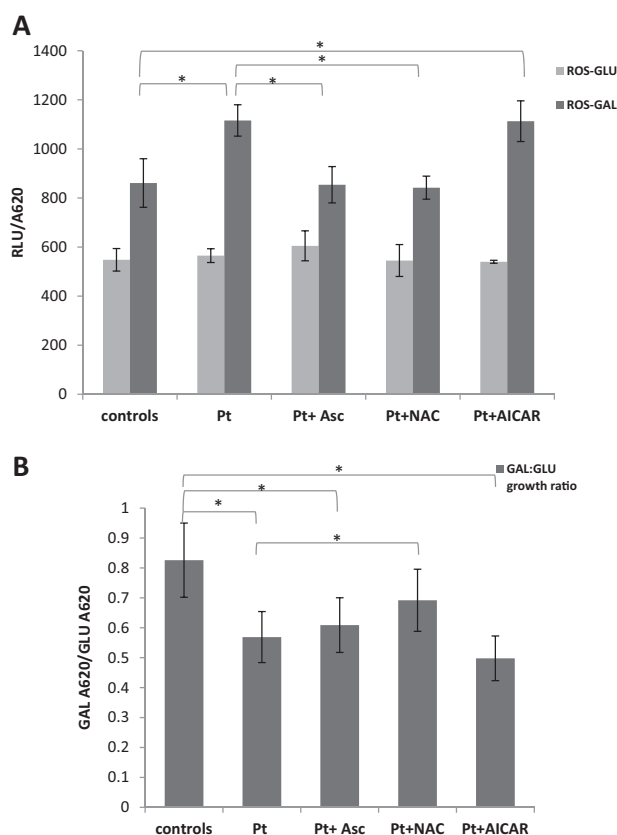 A
*
1400
1200
1000
800
600
400
200
0
RLU/A620
*
*
*
ROS-GLU
ROS-GAL
controls
Pt
Pt+ Asc
Pt+NAC
Pt+AICAR
B
GAL:GLU
growth ratio
*
*
*
*
1
0.9
0.8
0.7
0.6
0.5
0.4
0.3
0.2
0.1
0
GAL A620/GLU A620
controls
Pt
Pt+ Asc
Pt+NAC
Pt+AICAR